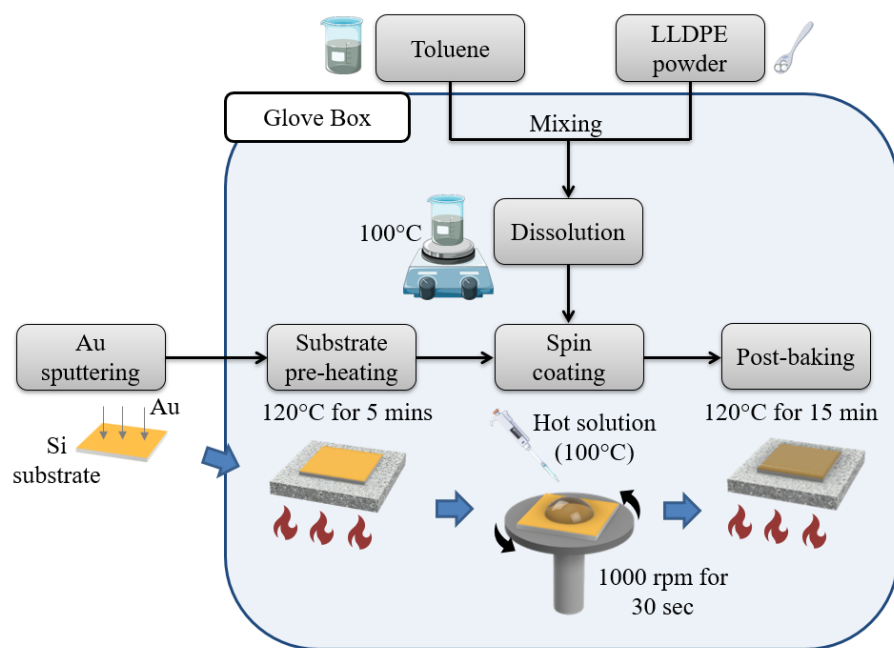 Toluene
LLDPE
powder
Glove Box
Mixing
100°C
Dissolution
Au
sputtering
Substrate
pre-heating
Spin
coating
Post-baking
Au
Si
substrate
120°C for 5 mins
Hot solution
(100°C)
120°C for 15 min
1000 rpm for
30 sec